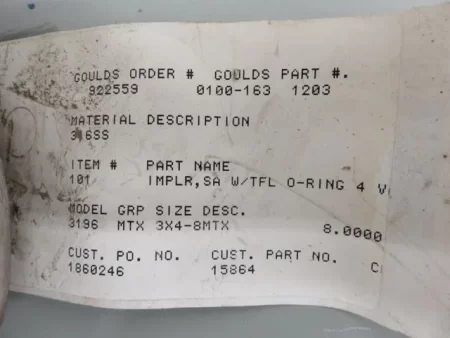 GOULDS ORDER # GOULDS PART #.
922559 0100-163 1203
MATERIAL DESCRIPTION
316SS
ITEM # PART NAME
101 IMPLR,SA W/TFL O-RING 4
MODEL GRP SIZE DESC.
3196 MTX 3X4-8MTX 8.0000
CUST. PO. NO. CUST. PART NO.
1860246 15864